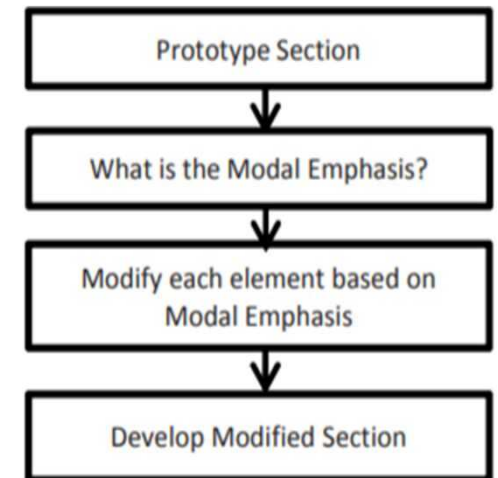 Prototype Section
What is the Modal Emphasis?
Modify each element based on
Modal Emphasis
Develop Modified Section